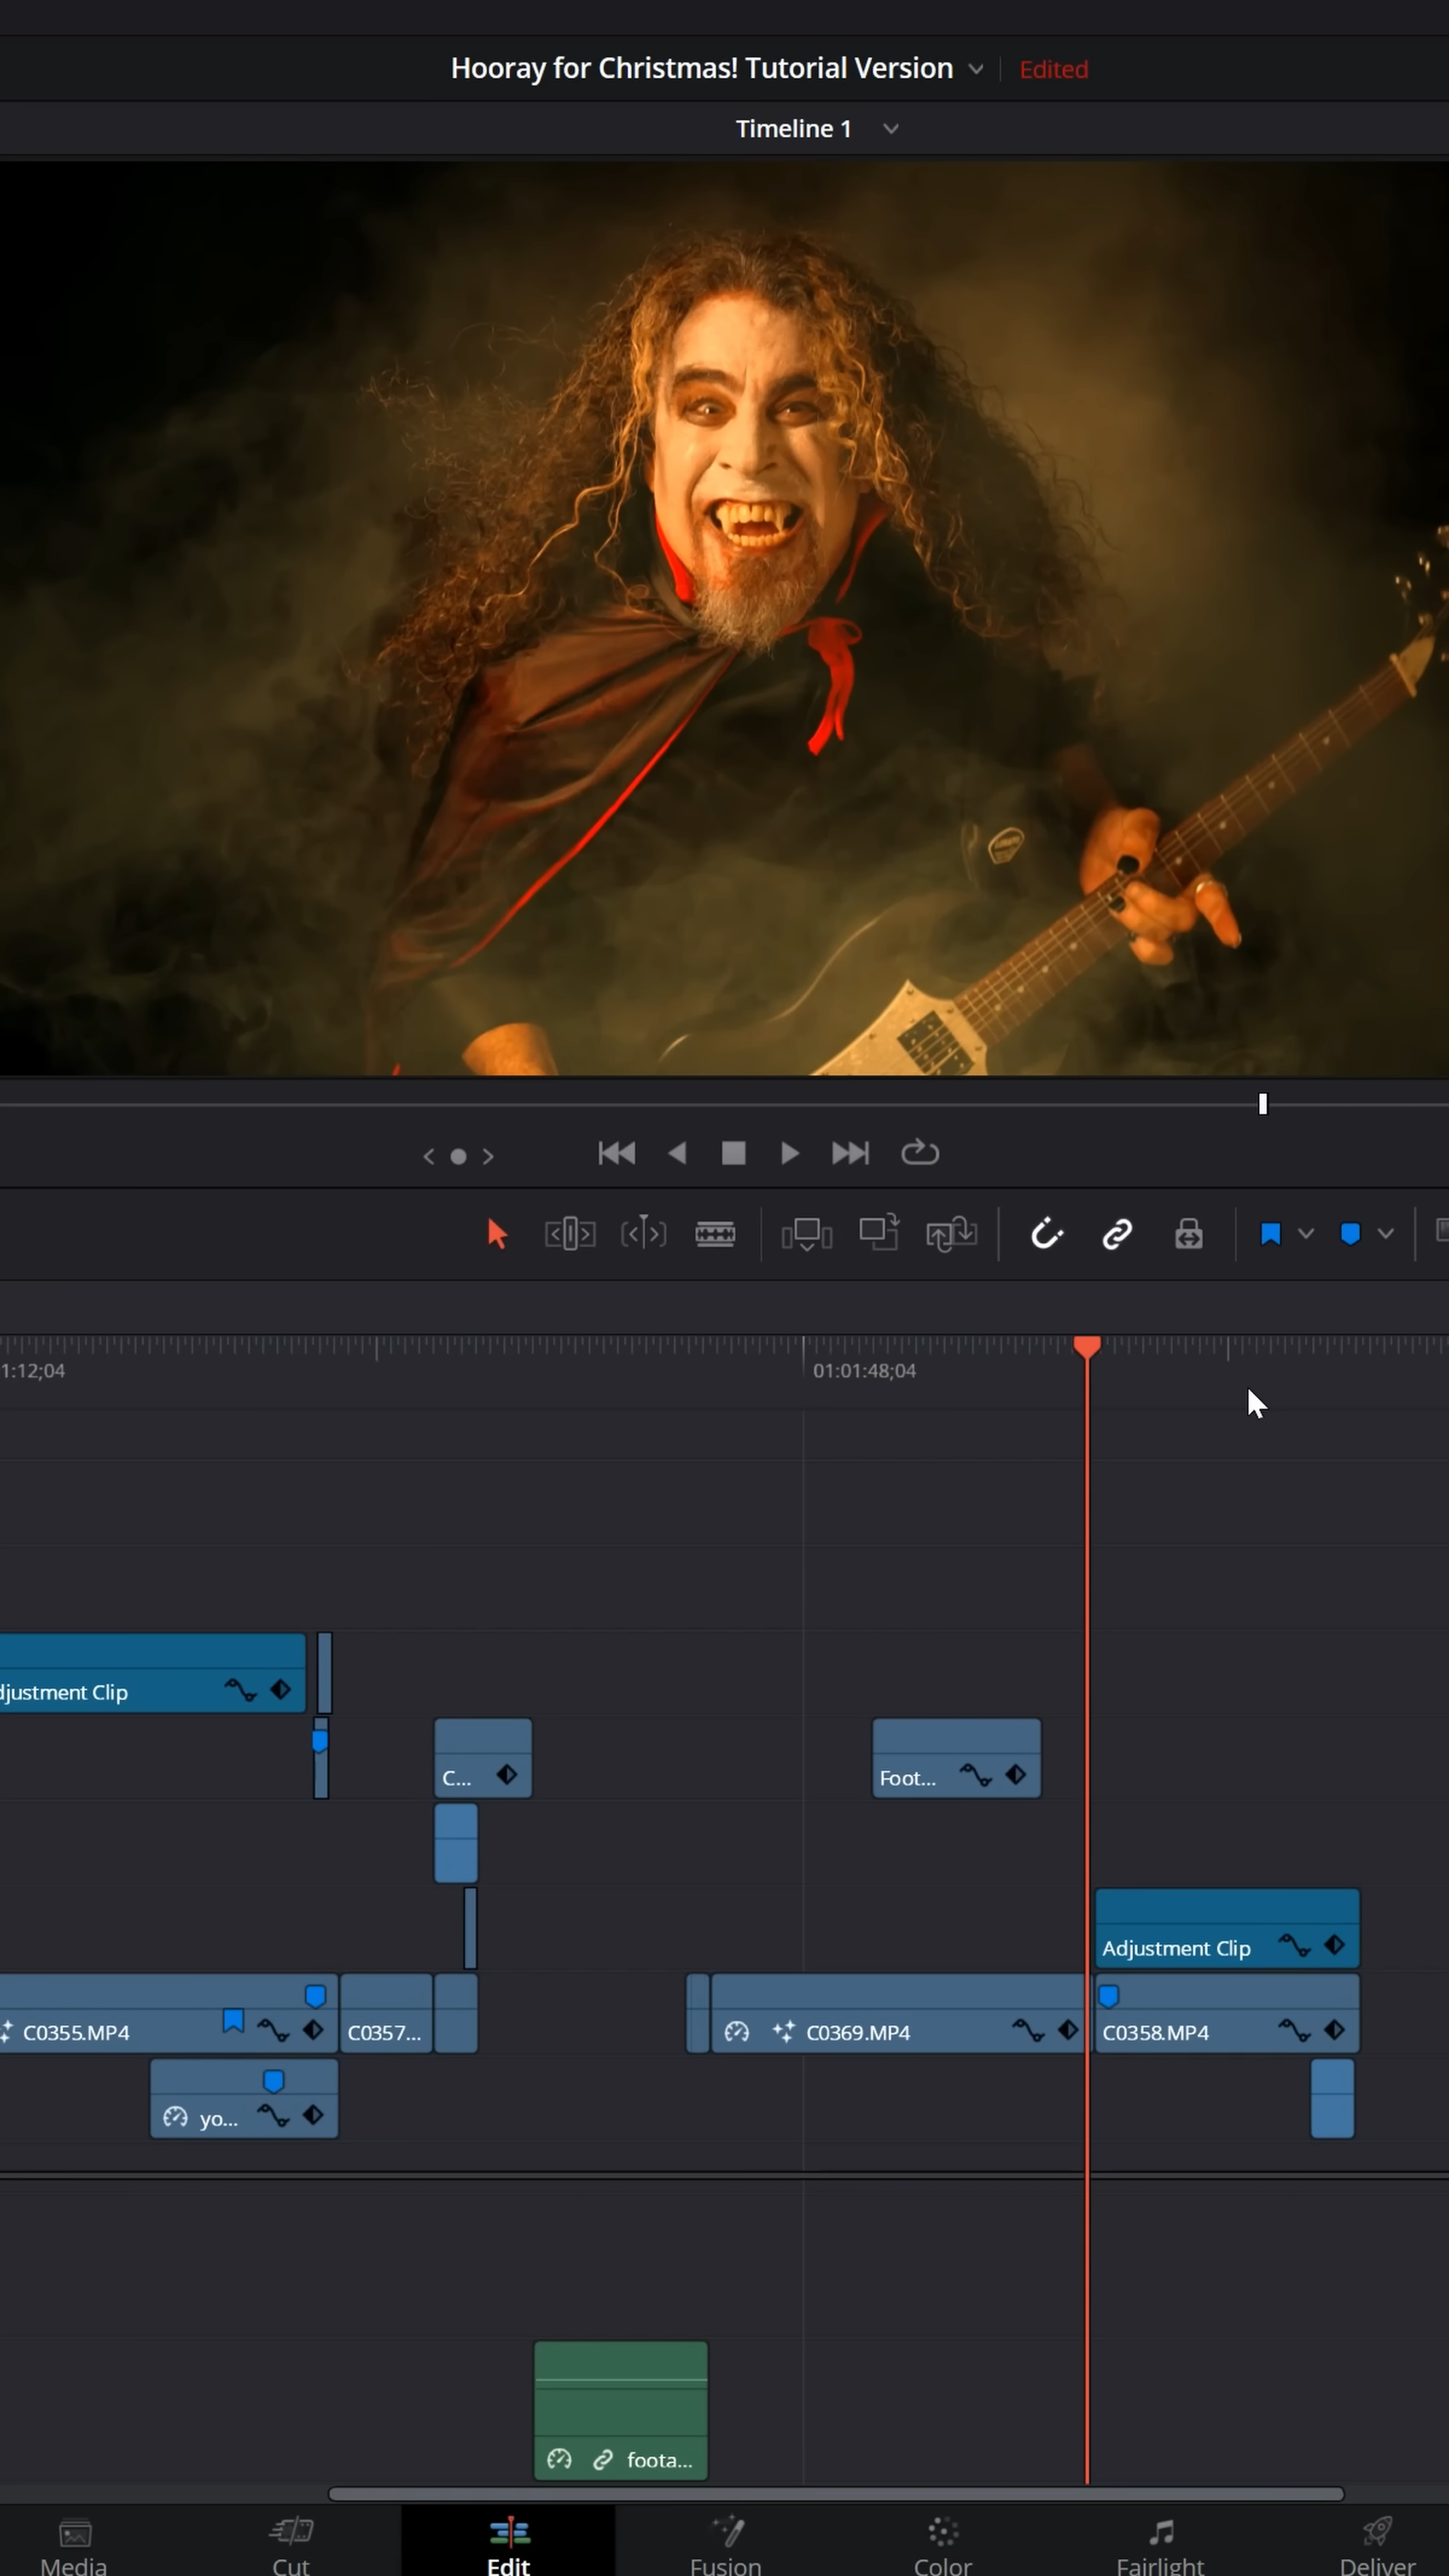 Hooray for Christmas! Tutorial Version Edited
Timeline 1
1:12;04 01:01:48;04
djustment Clip
C... Foot...
Adjustment Clip
C0355.MP4 C0357... C0369.MP4 C0358.MP4
yo...
foota...
Media Cut Edit Fusion Color Fairlight Deliver